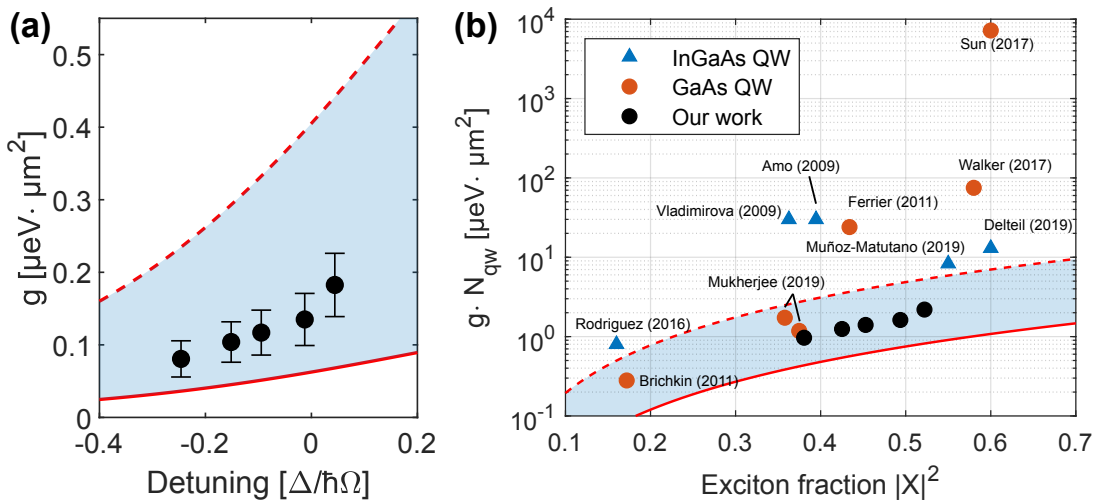 (a)
0.5
0.4
0.3
0.2
0.1
0
g [μeV· μm²]
-0.4
-0.2
0
0.2
Detuning [Δ/ħΩ]
(b)
10⁴
10³
10²
10¹
10⁰
10⁻¹
g· N_qw [μeV· μm²]
InGaAs QW
GaAs QW
Our work
Sun (2017)
Amo (2009)
Walker (2017)
Vladimirova (2009)
Ferrier (2011)
Delteil (2019)
Muñoz-Matutano (2019)
Mukherjee (2019)
Rodriguez (2016)
Brichkin (2011)
0.1
0.2
0.3
0.4
0.5
0.6
0.7
Exciton fraction |X|²